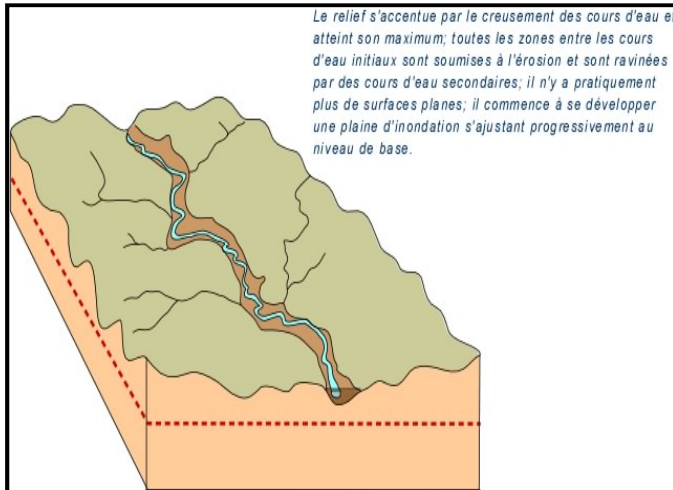 Le relief s'accentue par le creusement des cours d'eau et
atteint son maximum; toutes les zones entre les cours
d'eau initiaux sont soumises à l'érosion et sont ravinées
par des cours d'eau secondaires; il n'y a pratiquement
plus de surfaces planes; il commence à se développer
une plaine d'inondation s'ajustant progressivement au
niveau de base.